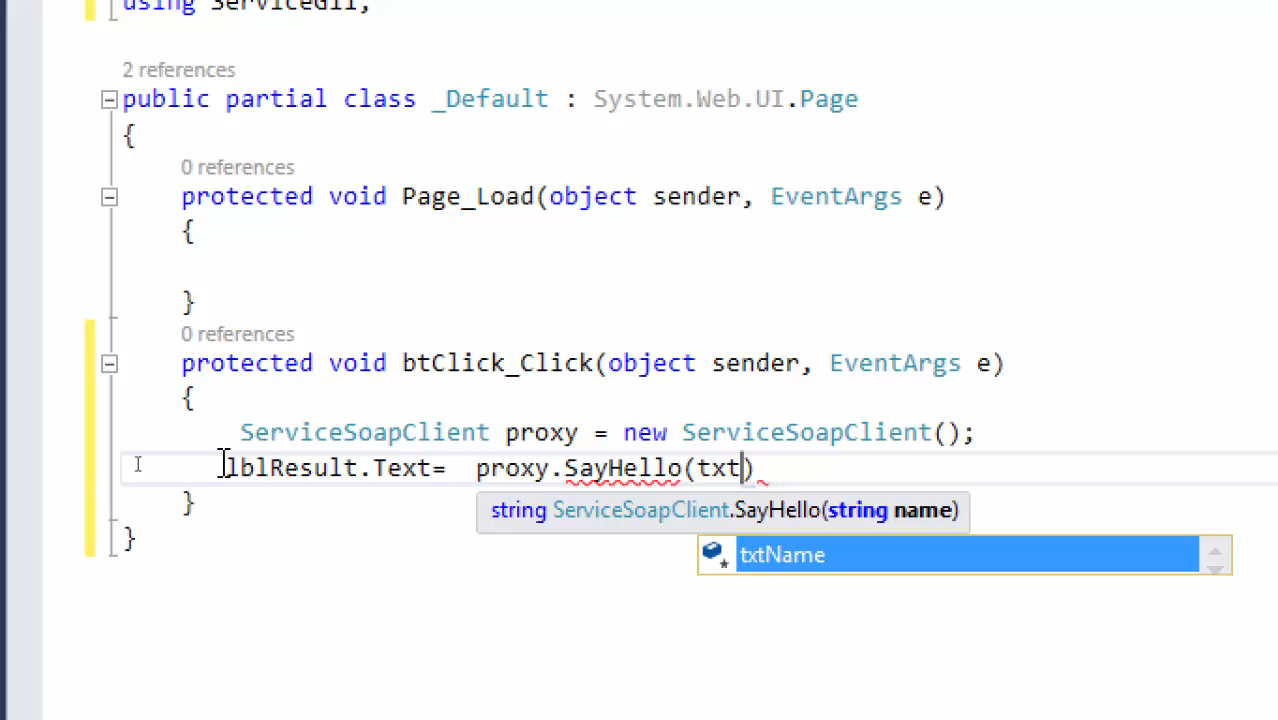 using
2 references
public partial class _Default : System.Web.UI.Page
{
0 references
protected void Page_Load(object sender, EventArgs e)
{
}
0 references
protected void btClick_Click(object sender, EventArgs e)
{
ServiceSoapClient proxy = new ServiceSoapClient();
lblResult.Text=  proxy.SayHello(txt)
}
string ServiceSoapClient.SayHello(string name)
}
txtName